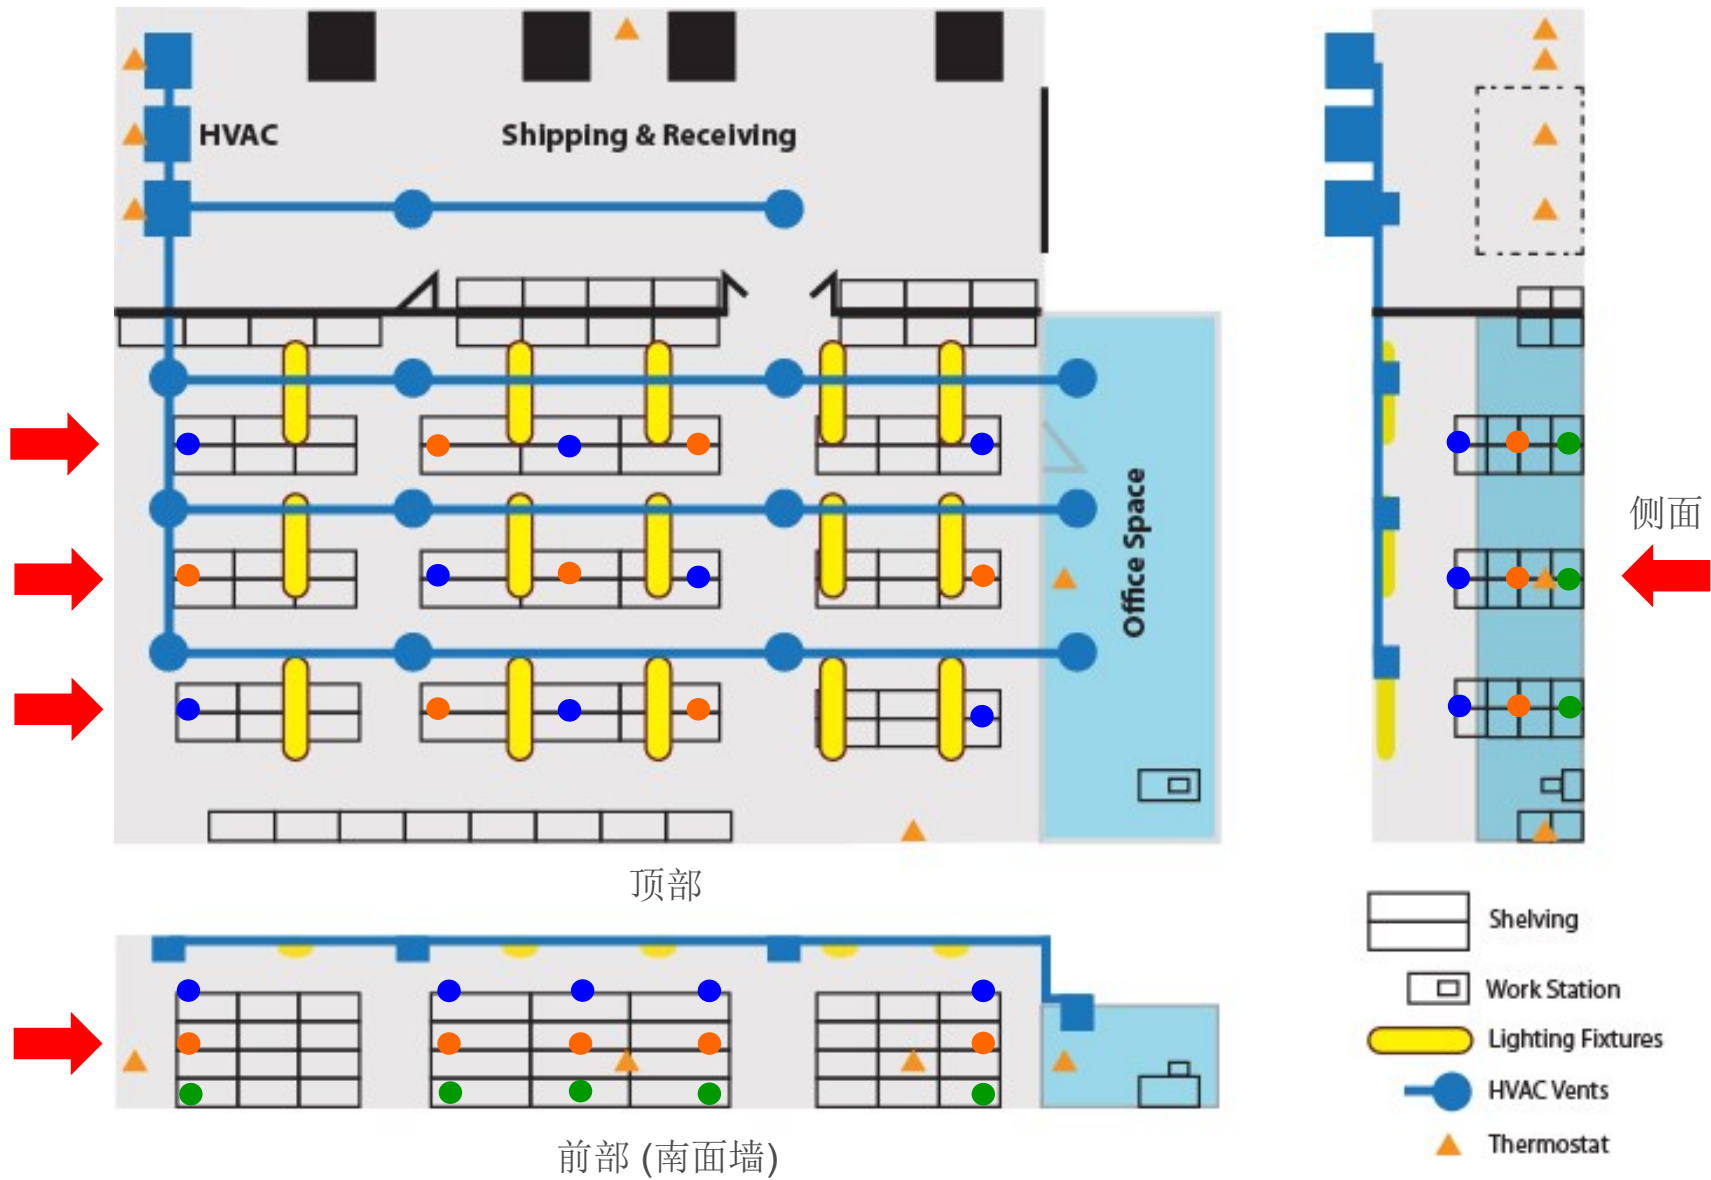 HVAC
Shipping & Receiving
Office Space
侧面
顶部
Shelving
Work Station
Lighting Fixtures
HVAC Vents
Thermostat
前部 (南面墙)